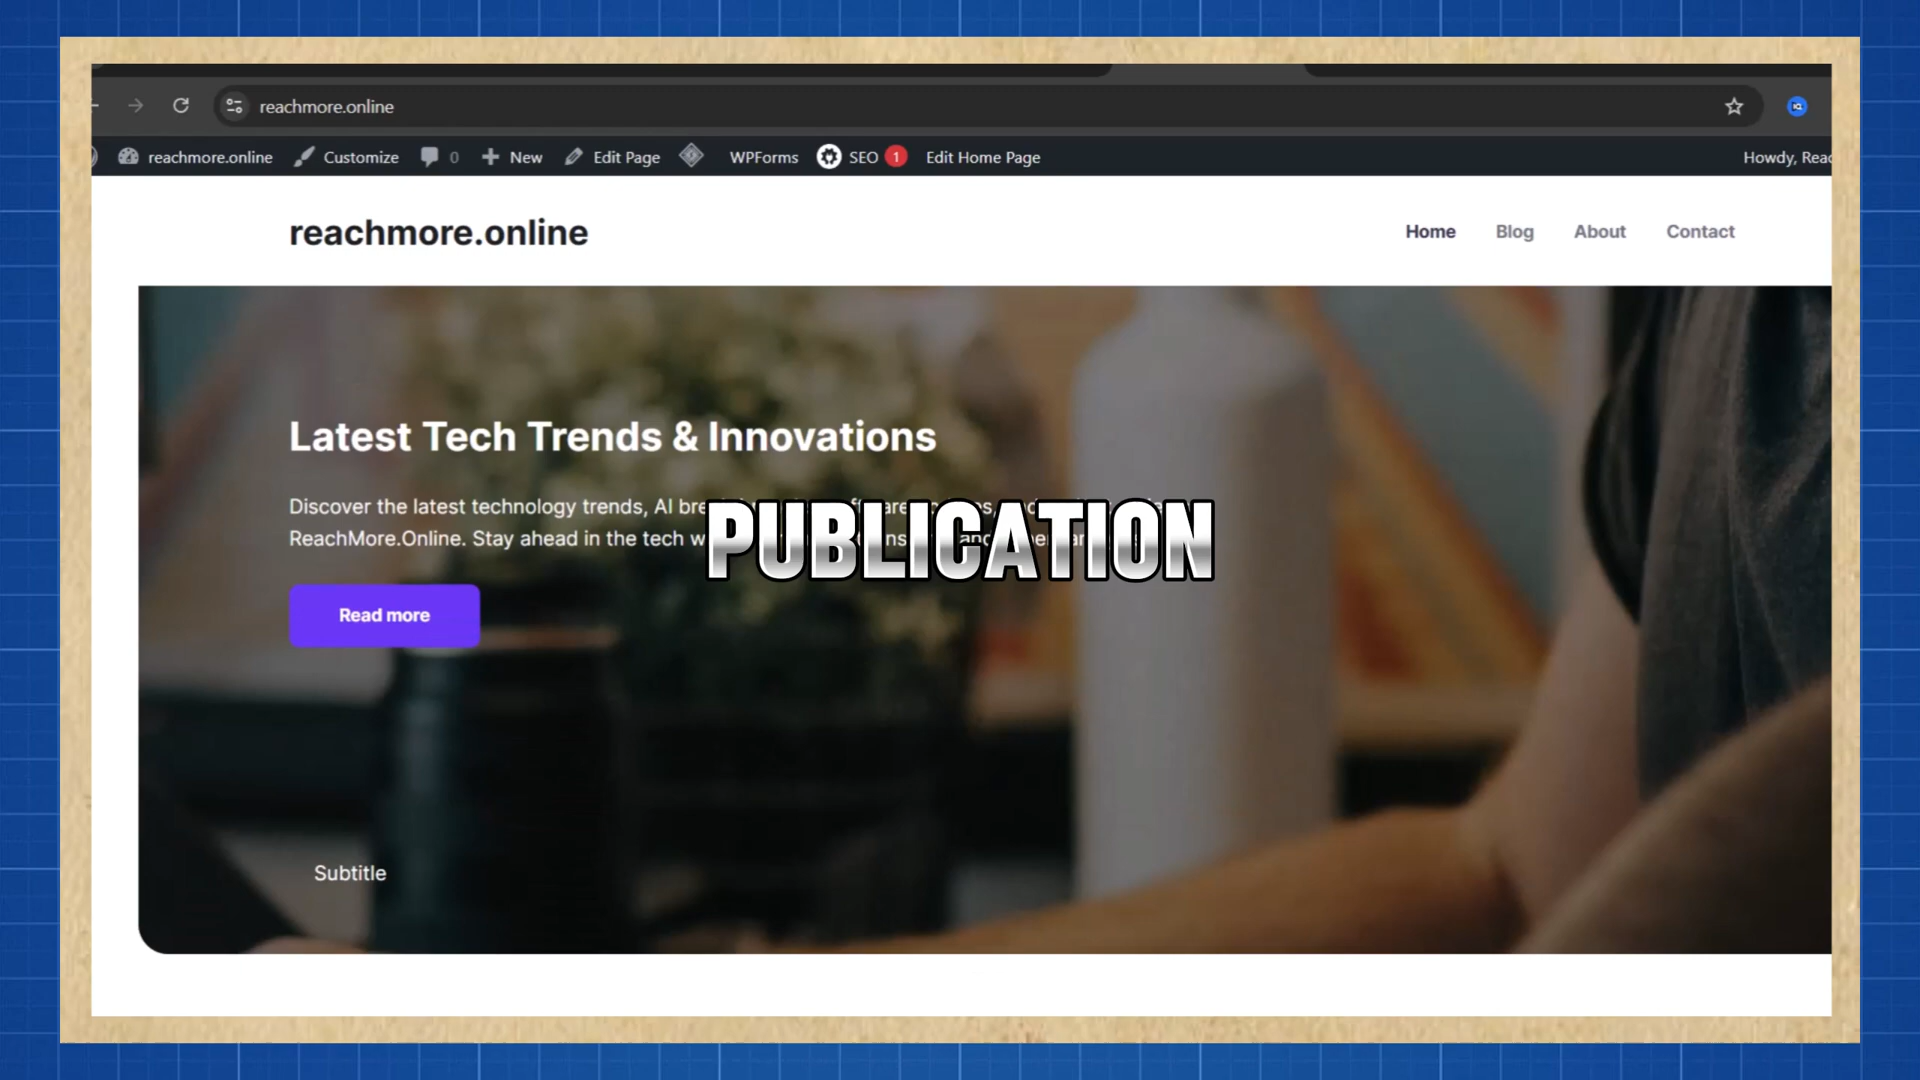 reachmore.online
reachmore.online Customize 0 New Edit Page WPForms SEO 1 Edit Home Page Howdy,
reachmore.online Home Blog About Contact
Latest Tech Trends & Innovations
Discover the latest technology trends, AI
ReachMore.Online. Stay ahead in the tech
PUBLICATION
Read more
Subtitle